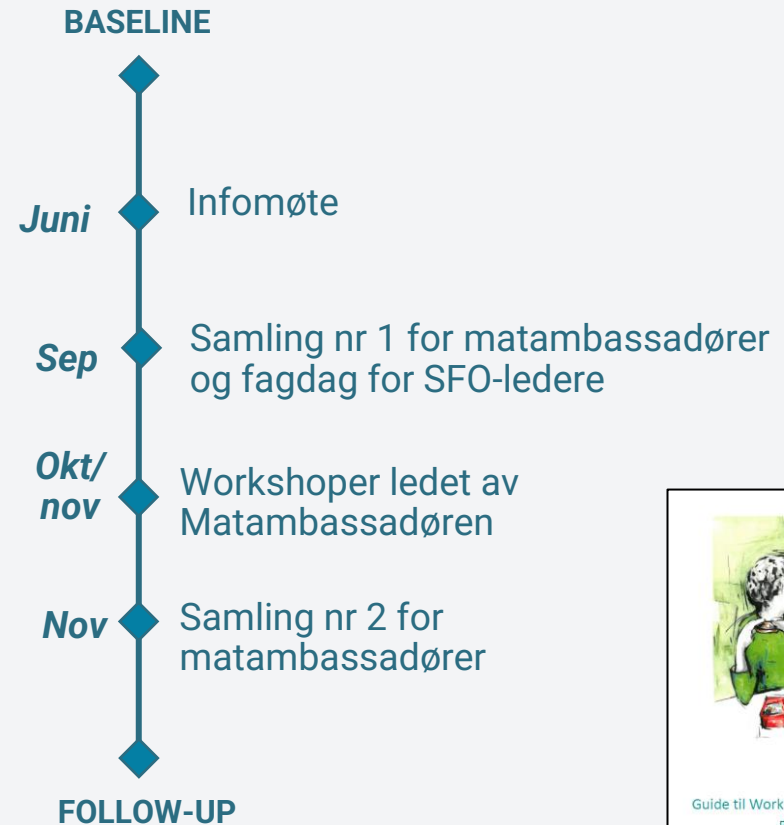 BASELINE
Juni
Infomøte
Sep
Samling nr 1 for matambassadører
og fagdag for SFO-ledere
Okt/
nov
Workshoper ledet av
Matambassadøren
Nov
Samling nr 2 for
matambassadører
FOLLOW-UP
Guide til Work